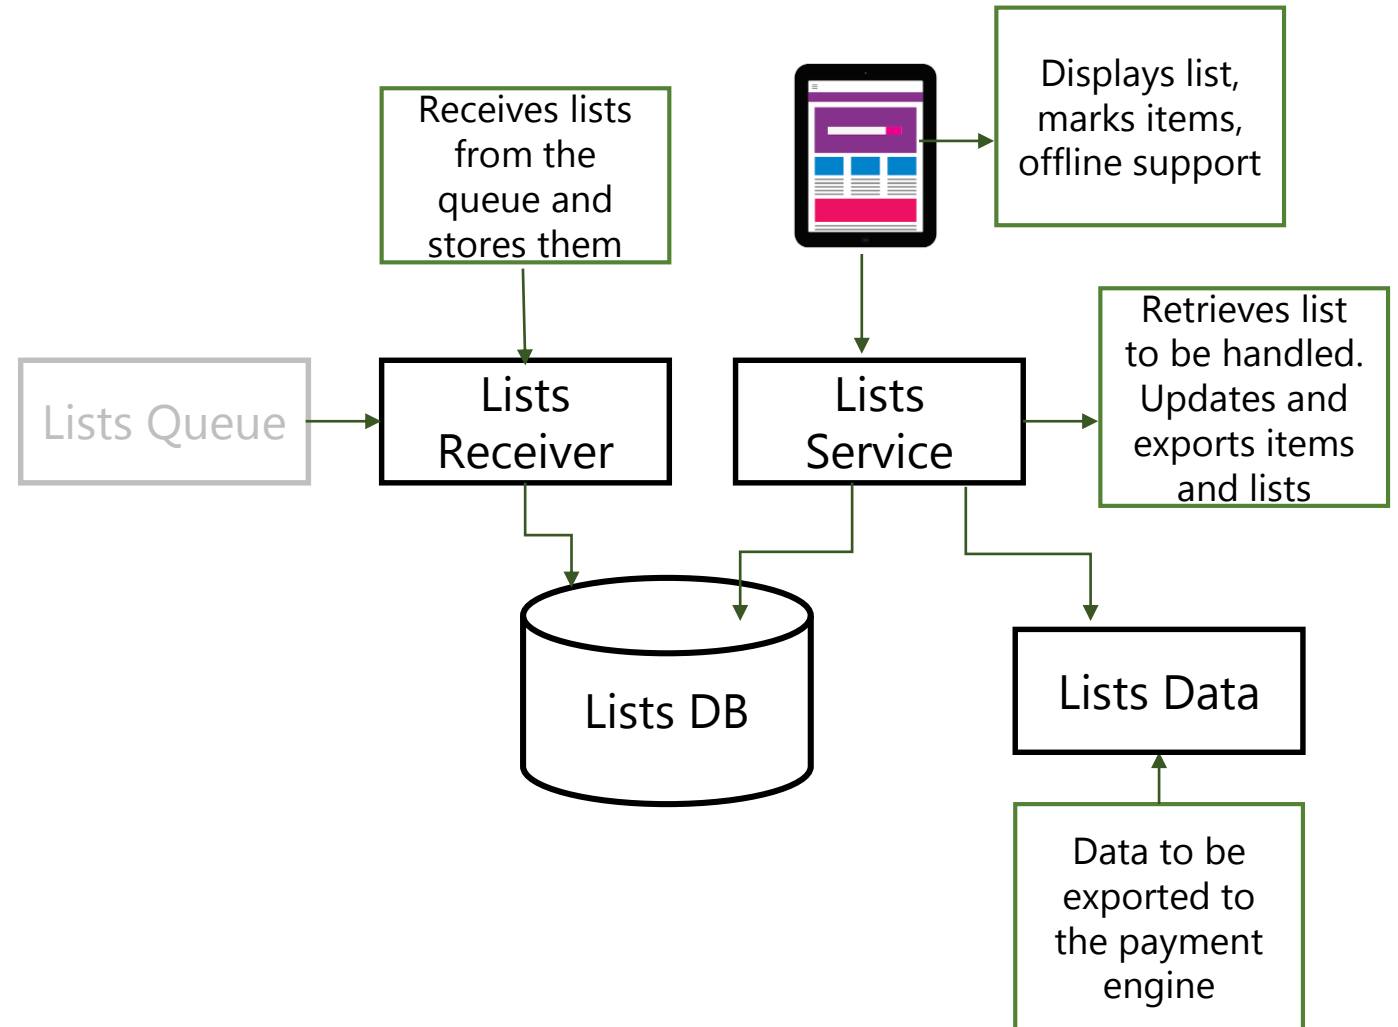 Displays list,
marks items,
offline support
Receives lists
from the
queue and
stores them
Retrieves list
to be handled.
Updates and
exports items
and lists
Lists Queue
Lists
Receiver
Lists
Service
Lists DB
Lists Data
Data to be
exported to
the payment
engine